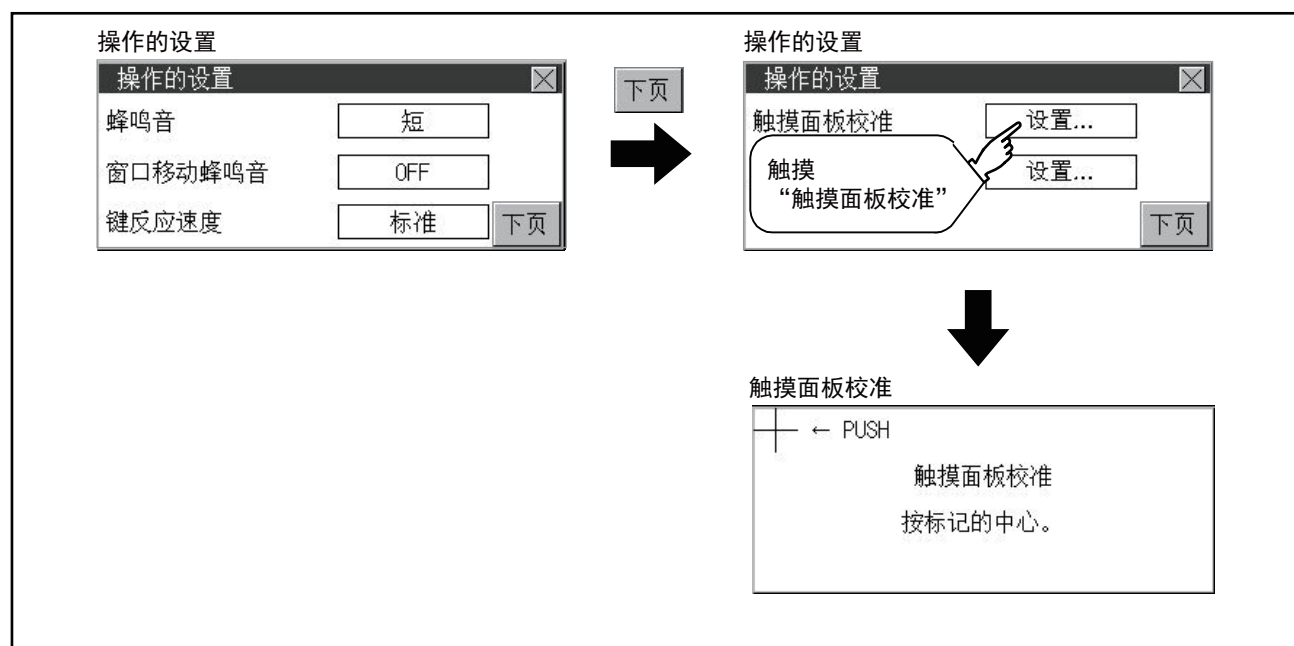 操作的设置
操作的设置
蜂鸣音 短
窗口移动蜂鸣音 OFF
键反应速度 标准 下页
下页
操作的设置
操作的设置
触摸面板校准 设置...
设置...
触摸
“触摸面板校准”
下页
触摸面板校准
← PUSH
触摸面板校准
按标记的中心。